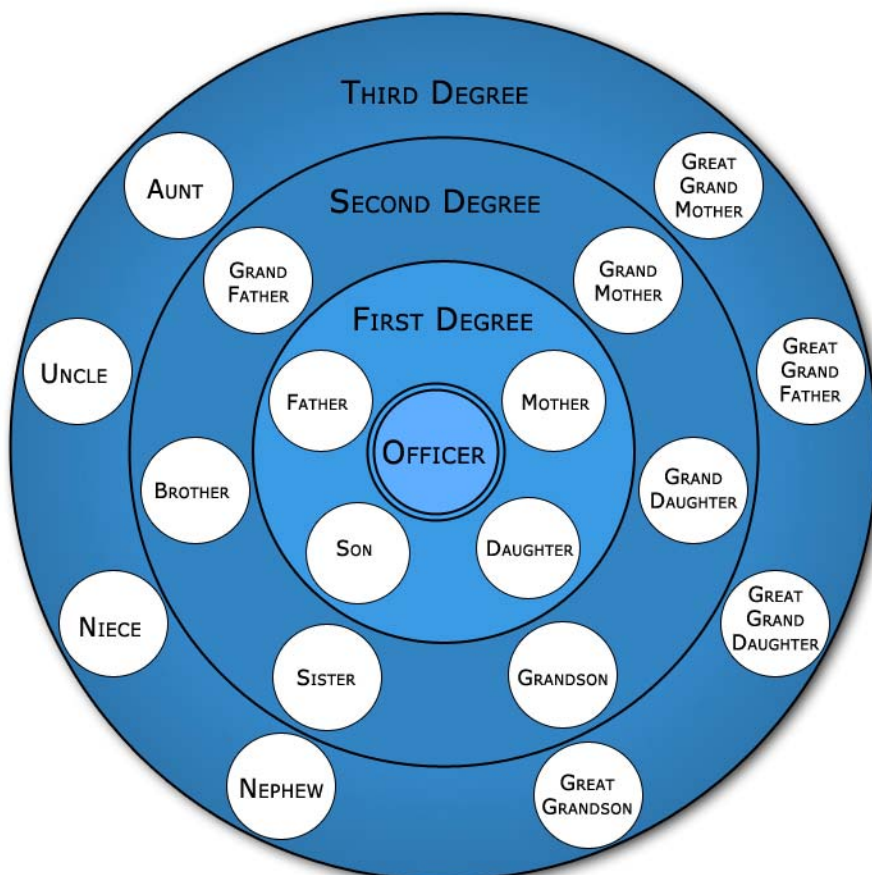 THIRD DEGREE
AUNT
GREAT
GRAND
MOTHER
SECOND DEGREE
GRAND
FATHER
GRAND
MOTHER
FIRST DEGREE
UNCLE
GREAT
GRAND
FATHER
FATHER
MOTHER
OFFICER
BROTHER
GRAND
DAUGHTER
SON
DAUGHTER
NIECE
GREAT
GRAND
DAUGHTER
SISTER
GRANDSON
NEPHEW
GREAT
GRANDSON